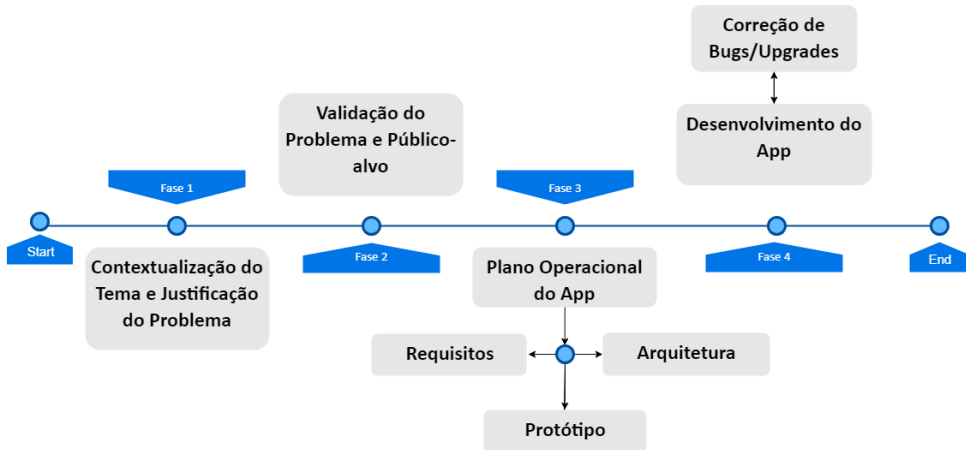 Correção de
Bugs/Upgrades
Validação do
Problema e Público-
alvo
Desenvolvimento do
App
Fase 1
Fase 3
Start
Fase 2
Fase 4
End
Contextualização do
Tema e Justificação
do Problema
Plano Operacional
do App
Requisitos
Arquitetura
Protótipo